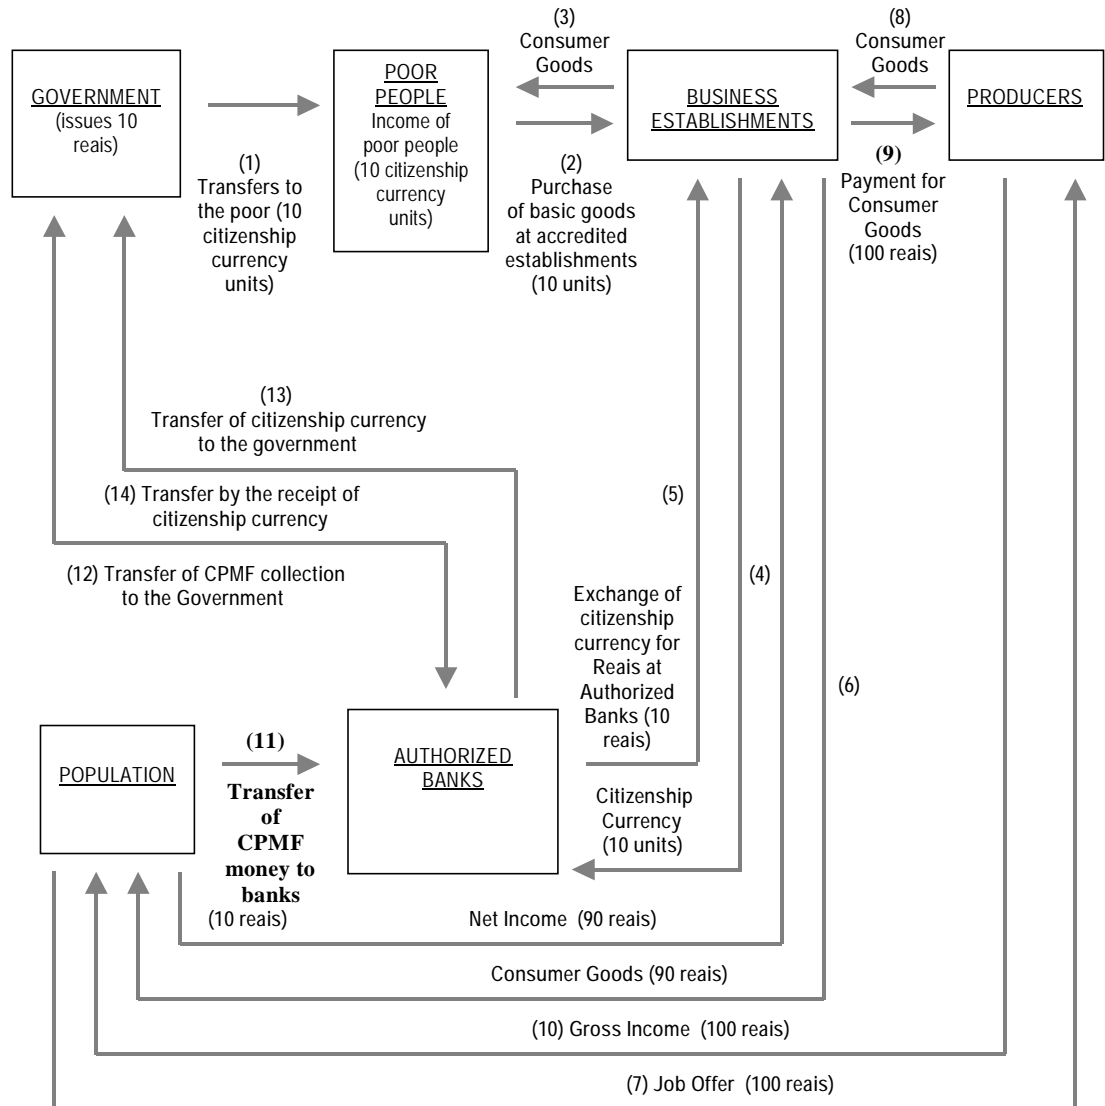 GOVERNMENT
(issues 10
reais)
(1)
Transfers to
the poor (10
citizenship
currency
units)
POOR
PEOPLE
Income of
poor people
(10 citizenship
currency
units)
(3)
Consumer
Goods
(2)
Purchase
of basic goods
at accredited
establishments
(10 units)
BUSINESS
ESTABLISHMENTS
(8)
Consumer
Goods
(9)
Payment for
Consumer
Goods
(100 reais)
PRODUCERS
(13)
Transfer of citizenship currency
to the government
(14) Transfer by the receipt of
citizenship currency
(12) Transfer of CPMF collection
to the Government
(5)
(4)
(6)
Exchange of
citizenship
currency for
Reais at
Authorized
Banks (10
reais)
Citizenship
Currency
(10 units)
POPULATION
(11)
Transfer
of
CPMF
money to
banks
(10 reais)
AUTHORIZED
BANKS
Net Income (90 reais)
Consumer Goods (90 reais)
(10) Gross Income (100 reais)
(7) Job Offer (100 reais)